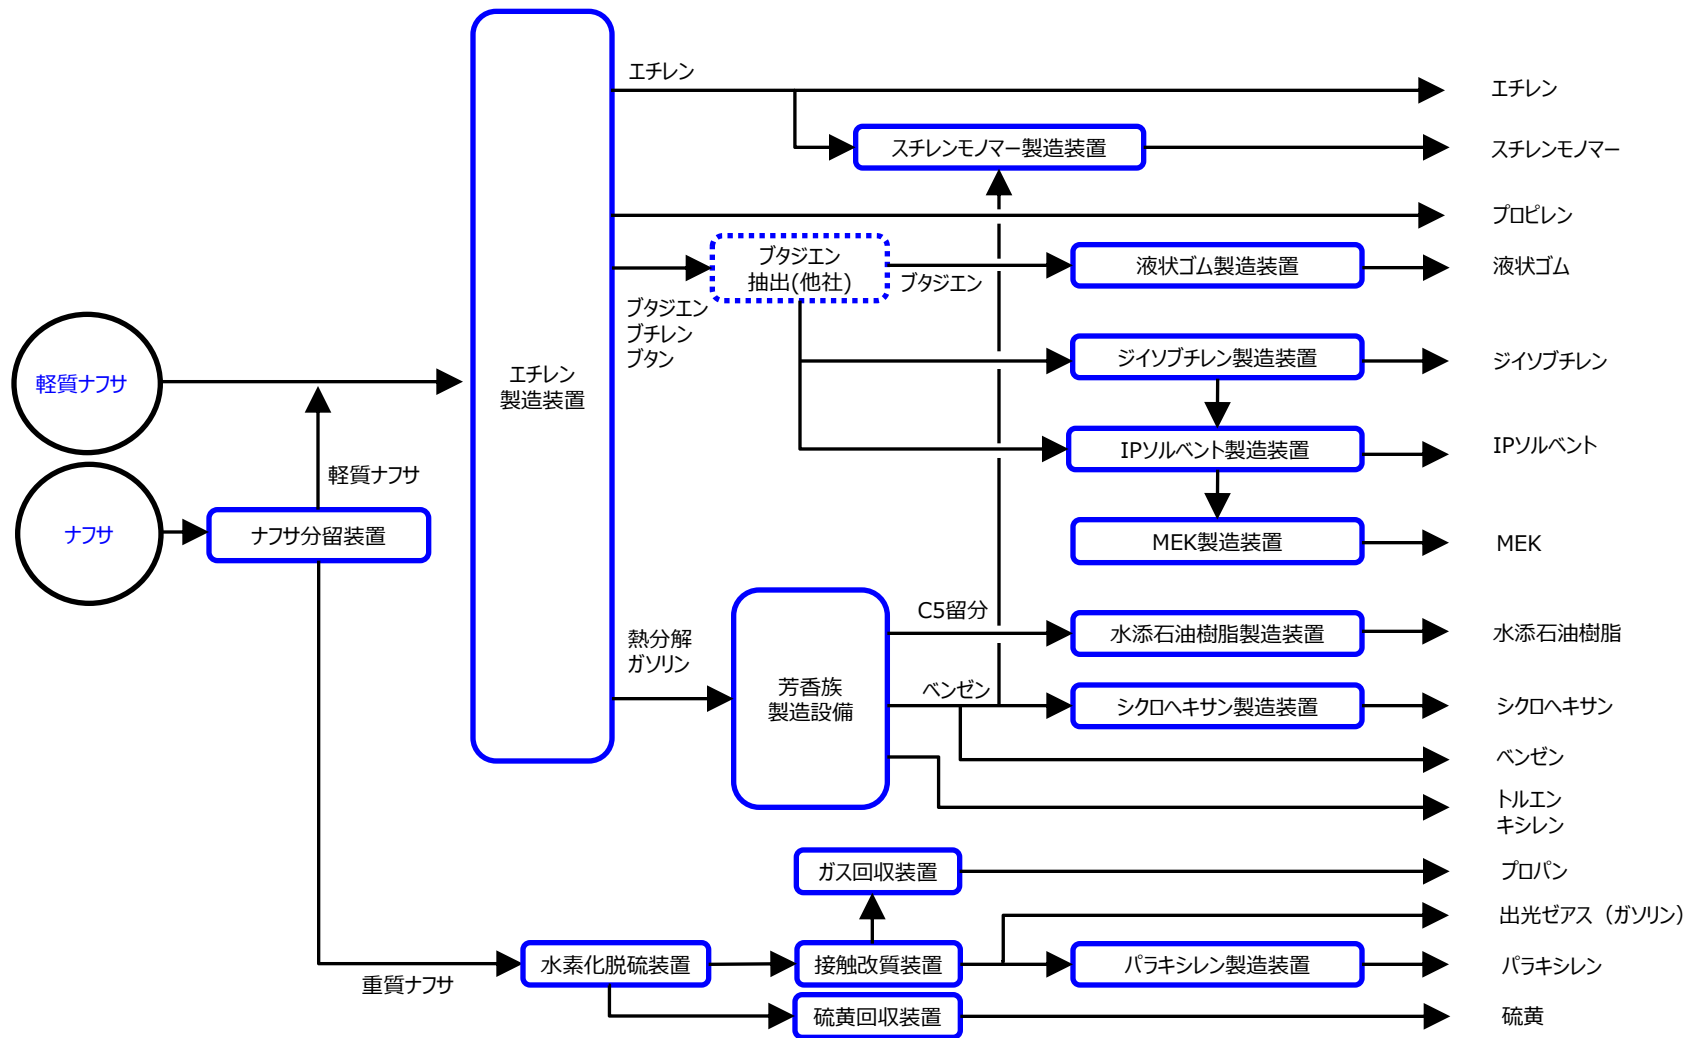 エチレン
エチレン
スチレンモノマー製造装置
スチレンモノマー
プロピレン
ブタジエン
抽出(他社)
ブタジエン
液状ゴム製造装置
液状ゴム
ブタジエン
ブチレン
ブタン
ジイソブチレン製造装置
ジイソブチレン
軽質ナフサ
エチレン
製造装置
IPソルベント製造装置
IPソルベント
軽質ナフサ
ナフサ
ナフサ分留装置
MEK製造装置
MEK
C5留分
水添石油樹脂製造装置
水添石油樹脂
熱分解
ガソリン
芳香族
製造設備
ベンゼン
シクロヘキサン製造装置
シクロヘキサン
ベンゼン
トルエン
キシレン
ガス回収装置
プロパン
出光ゼアス（ガソリン）
水素化脱硫装置
接触改質装置
パラキシレン製造装置
パラキシレン
重質ナフサ
硫黄回収装置
硫黄